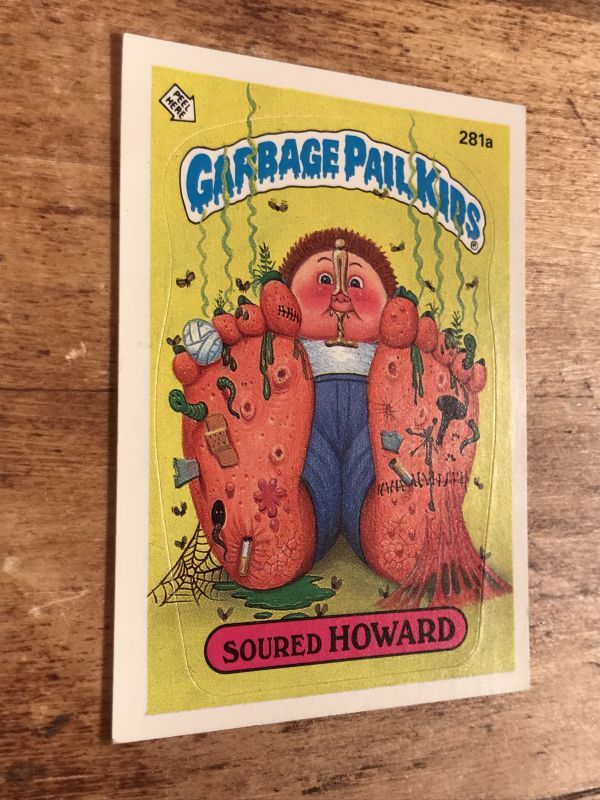 PEEL HERE
281a
GARBAGE PAIL KIDS®
SOURED HOWARD